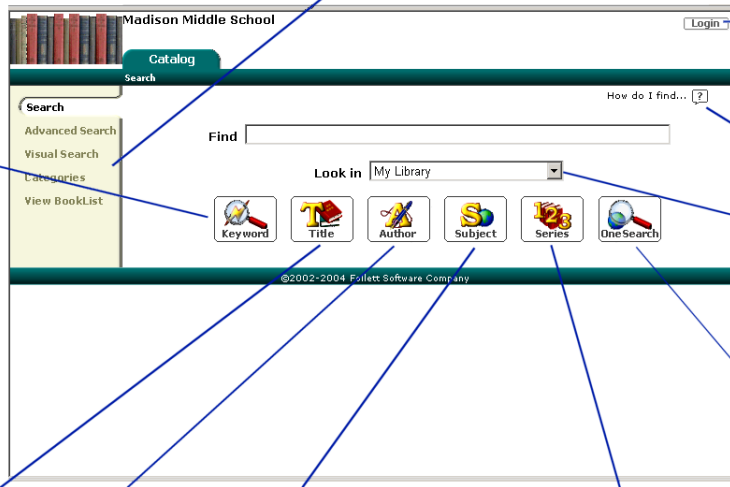 Madison Middle School
Login
Catalog
Search
How do I find... ?
Search
Advanced Search
Visual Search
Categories
View BookList
Find
Look in My Library
Keyword Title Author Subject Series OneSearch
©2002-2004 Follett Software Company